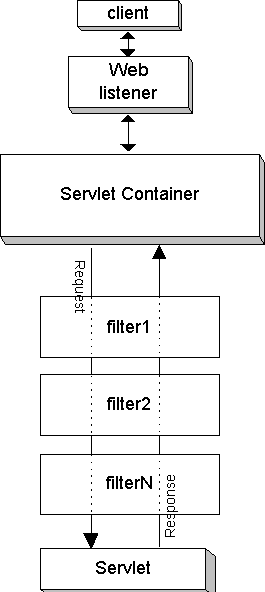 client
Web
listener
Servlet Container
Request
filter1
filter2
filterN
Response
Servlet